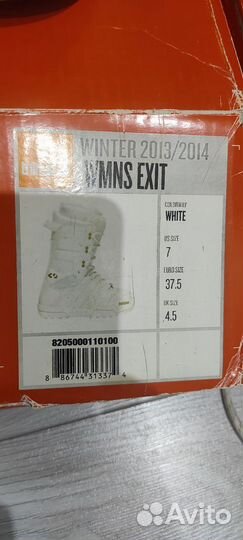 WINTER 2013/2014
WMNS EXIT
COLORWAY
WHITE
US SIZE
7
EURO SIZE
37.5
UK SIZE
4.5
8205000110100
8 86744 31337 4
Avito